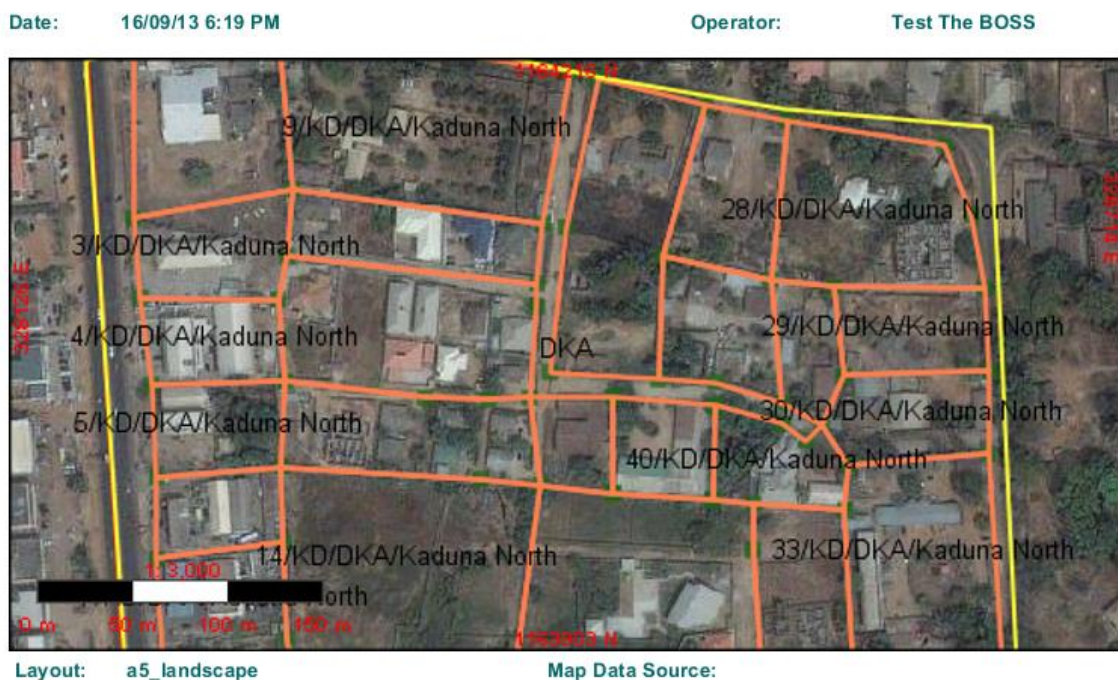 Date: 16/09/13 6:19 PM Operator: Test The BOSS
9/KD/DKA/Kaduna North
28/KD/DKA/Kaduna North
3/KD/DKA/Kaduna North
29/KD/DKA/Kaduna North
4/KD/DKA/Kaduna North
DKA
30/KD/DKA/Kaduna North
5/KD/DKA/Kaduna North
40/KD/DKA/Kaduna North
14/KD/DKA/Kaduna North
33/KD/DKA/Kaduna North
1:3,000
North
0 m 50 m 100 m 150 m
Layout: a5_landscape Map Data Source: